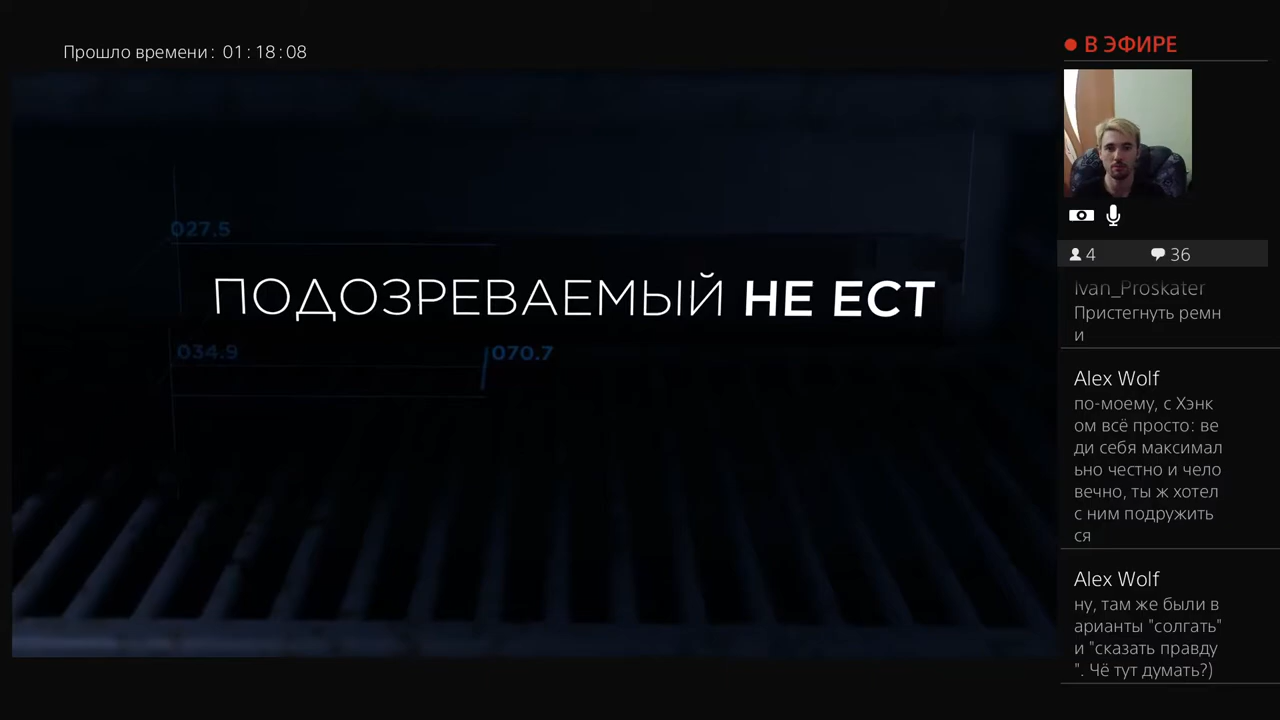 Прошло времени: 01:18:08
В ЭФИРЕ
027.5
ПОДОЗРЕВАЕМЫЙ НЕ ЕСТ
034.9
070.7
4 36
Ivan_Proskater
Пристегнуть ремн
и
Alex Wolf
по-моему, с Хэнк
ом всё просто: ве
ди себя максимал
ьно честно и чело
вечно, ты ж хотел
с ним подружить
ся
Alex Wolf
ну, там же были в
арианты "солгать"
и "сказать правду
". Чё тут думать?)